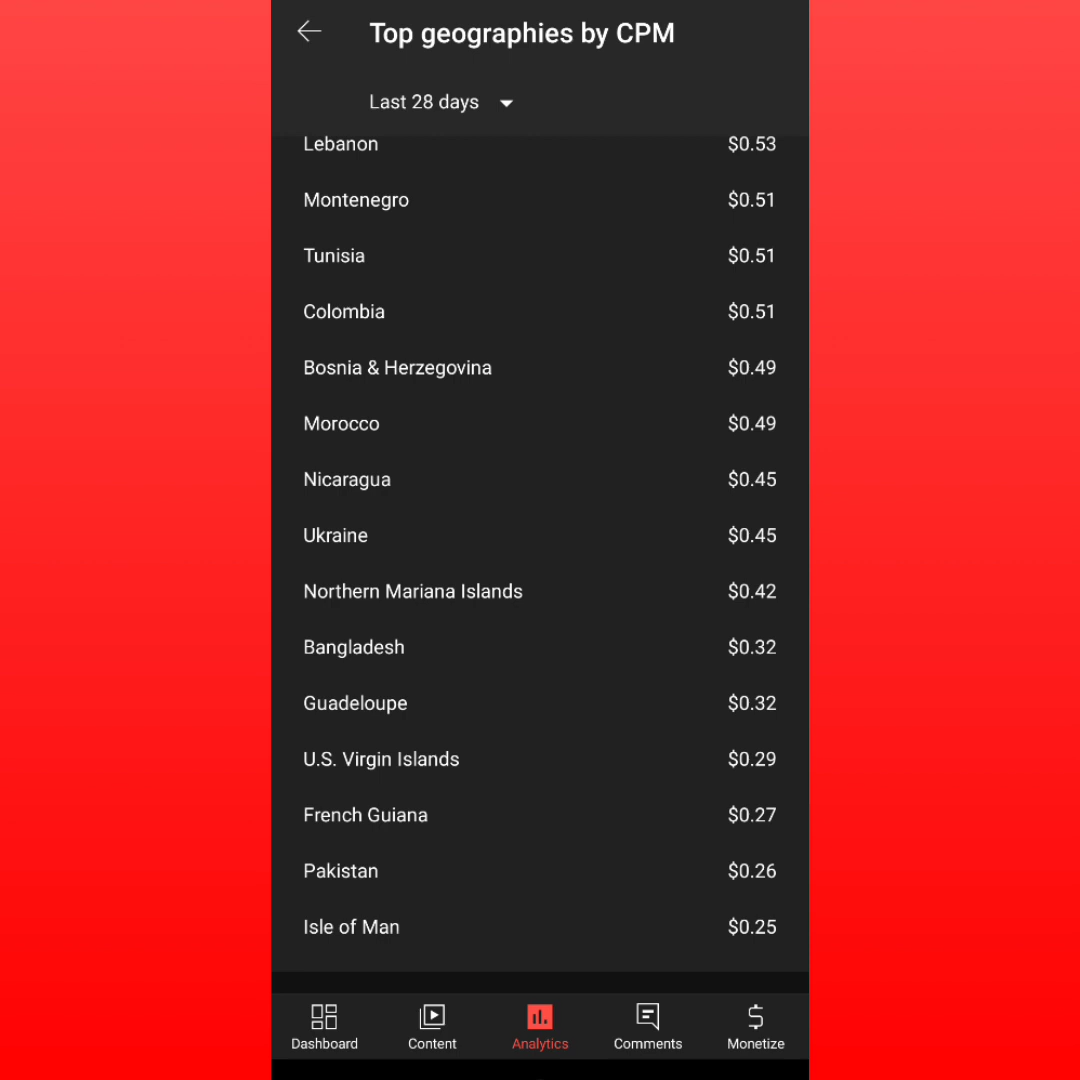 Top geographies by CPM
Last 28 days
Lebanon $0.53
Montenegro $0.51
Tunisia $0.51
Colombia $0.51
Bosnia & Herzegovina $0.49
Morocco $0.49
Nicaragua $0.45
Ukraine $0.45
Northern Mariana Islands $0.42
Bangladesh $0.32
Guadeloupe $0.32
U.S. Virgin Islands $0.29
French Guiana $0.27
Pakistan $0.26
Isle of Man $0.25
Dashboard Content Analytics Comments Monetize